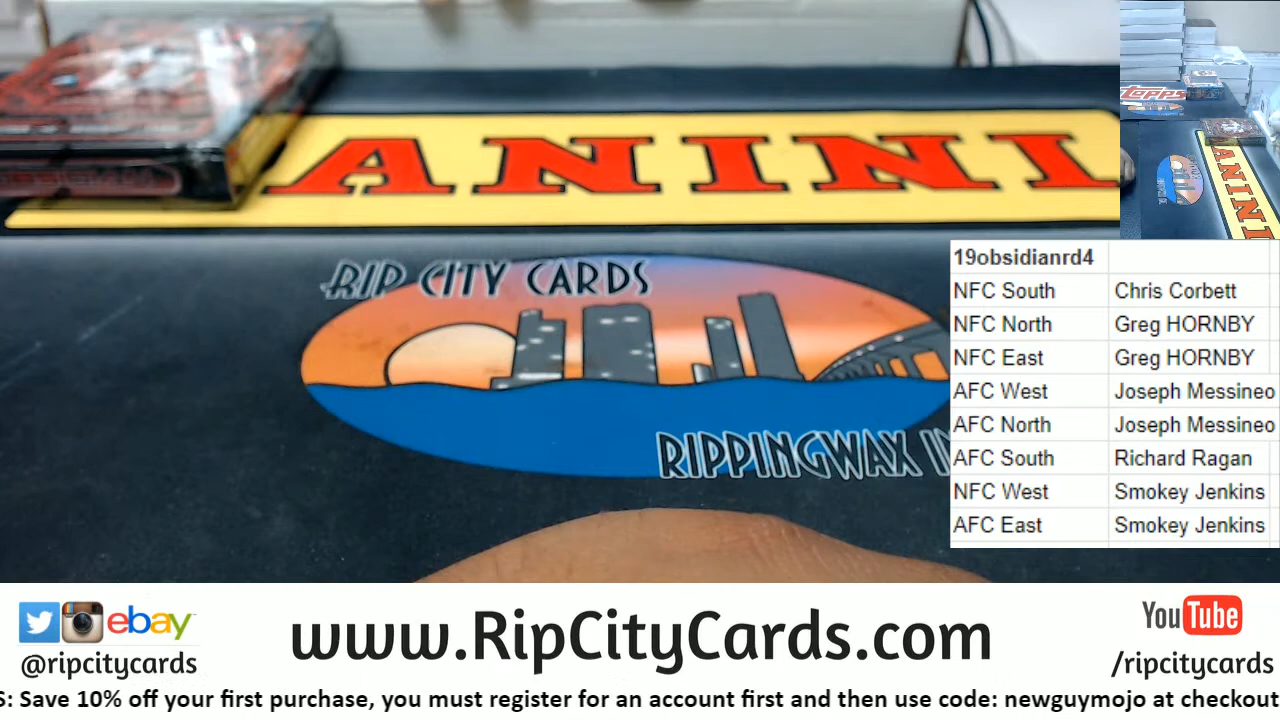 ANINI
RIP CITY CARDS
RIPPINGWAX
topps
ANINI
19obsidianrd4
NFC South Chris Corbett
NFC North Greg HORNBY
NFC East Greg HORNBY
AFC West Joseph Messineo
AFC North Joseph Messineo
AFC South Richard Ragan
NFC West Smokey Jenkins
AFC East Smokey Jenkins
ebay
@ripcitycards
www.RipCityCards.com
YouTube
/ripcitycards
S: Save 10% off your first purchase, you must register for an account first and then use code: newguymojo at checkout